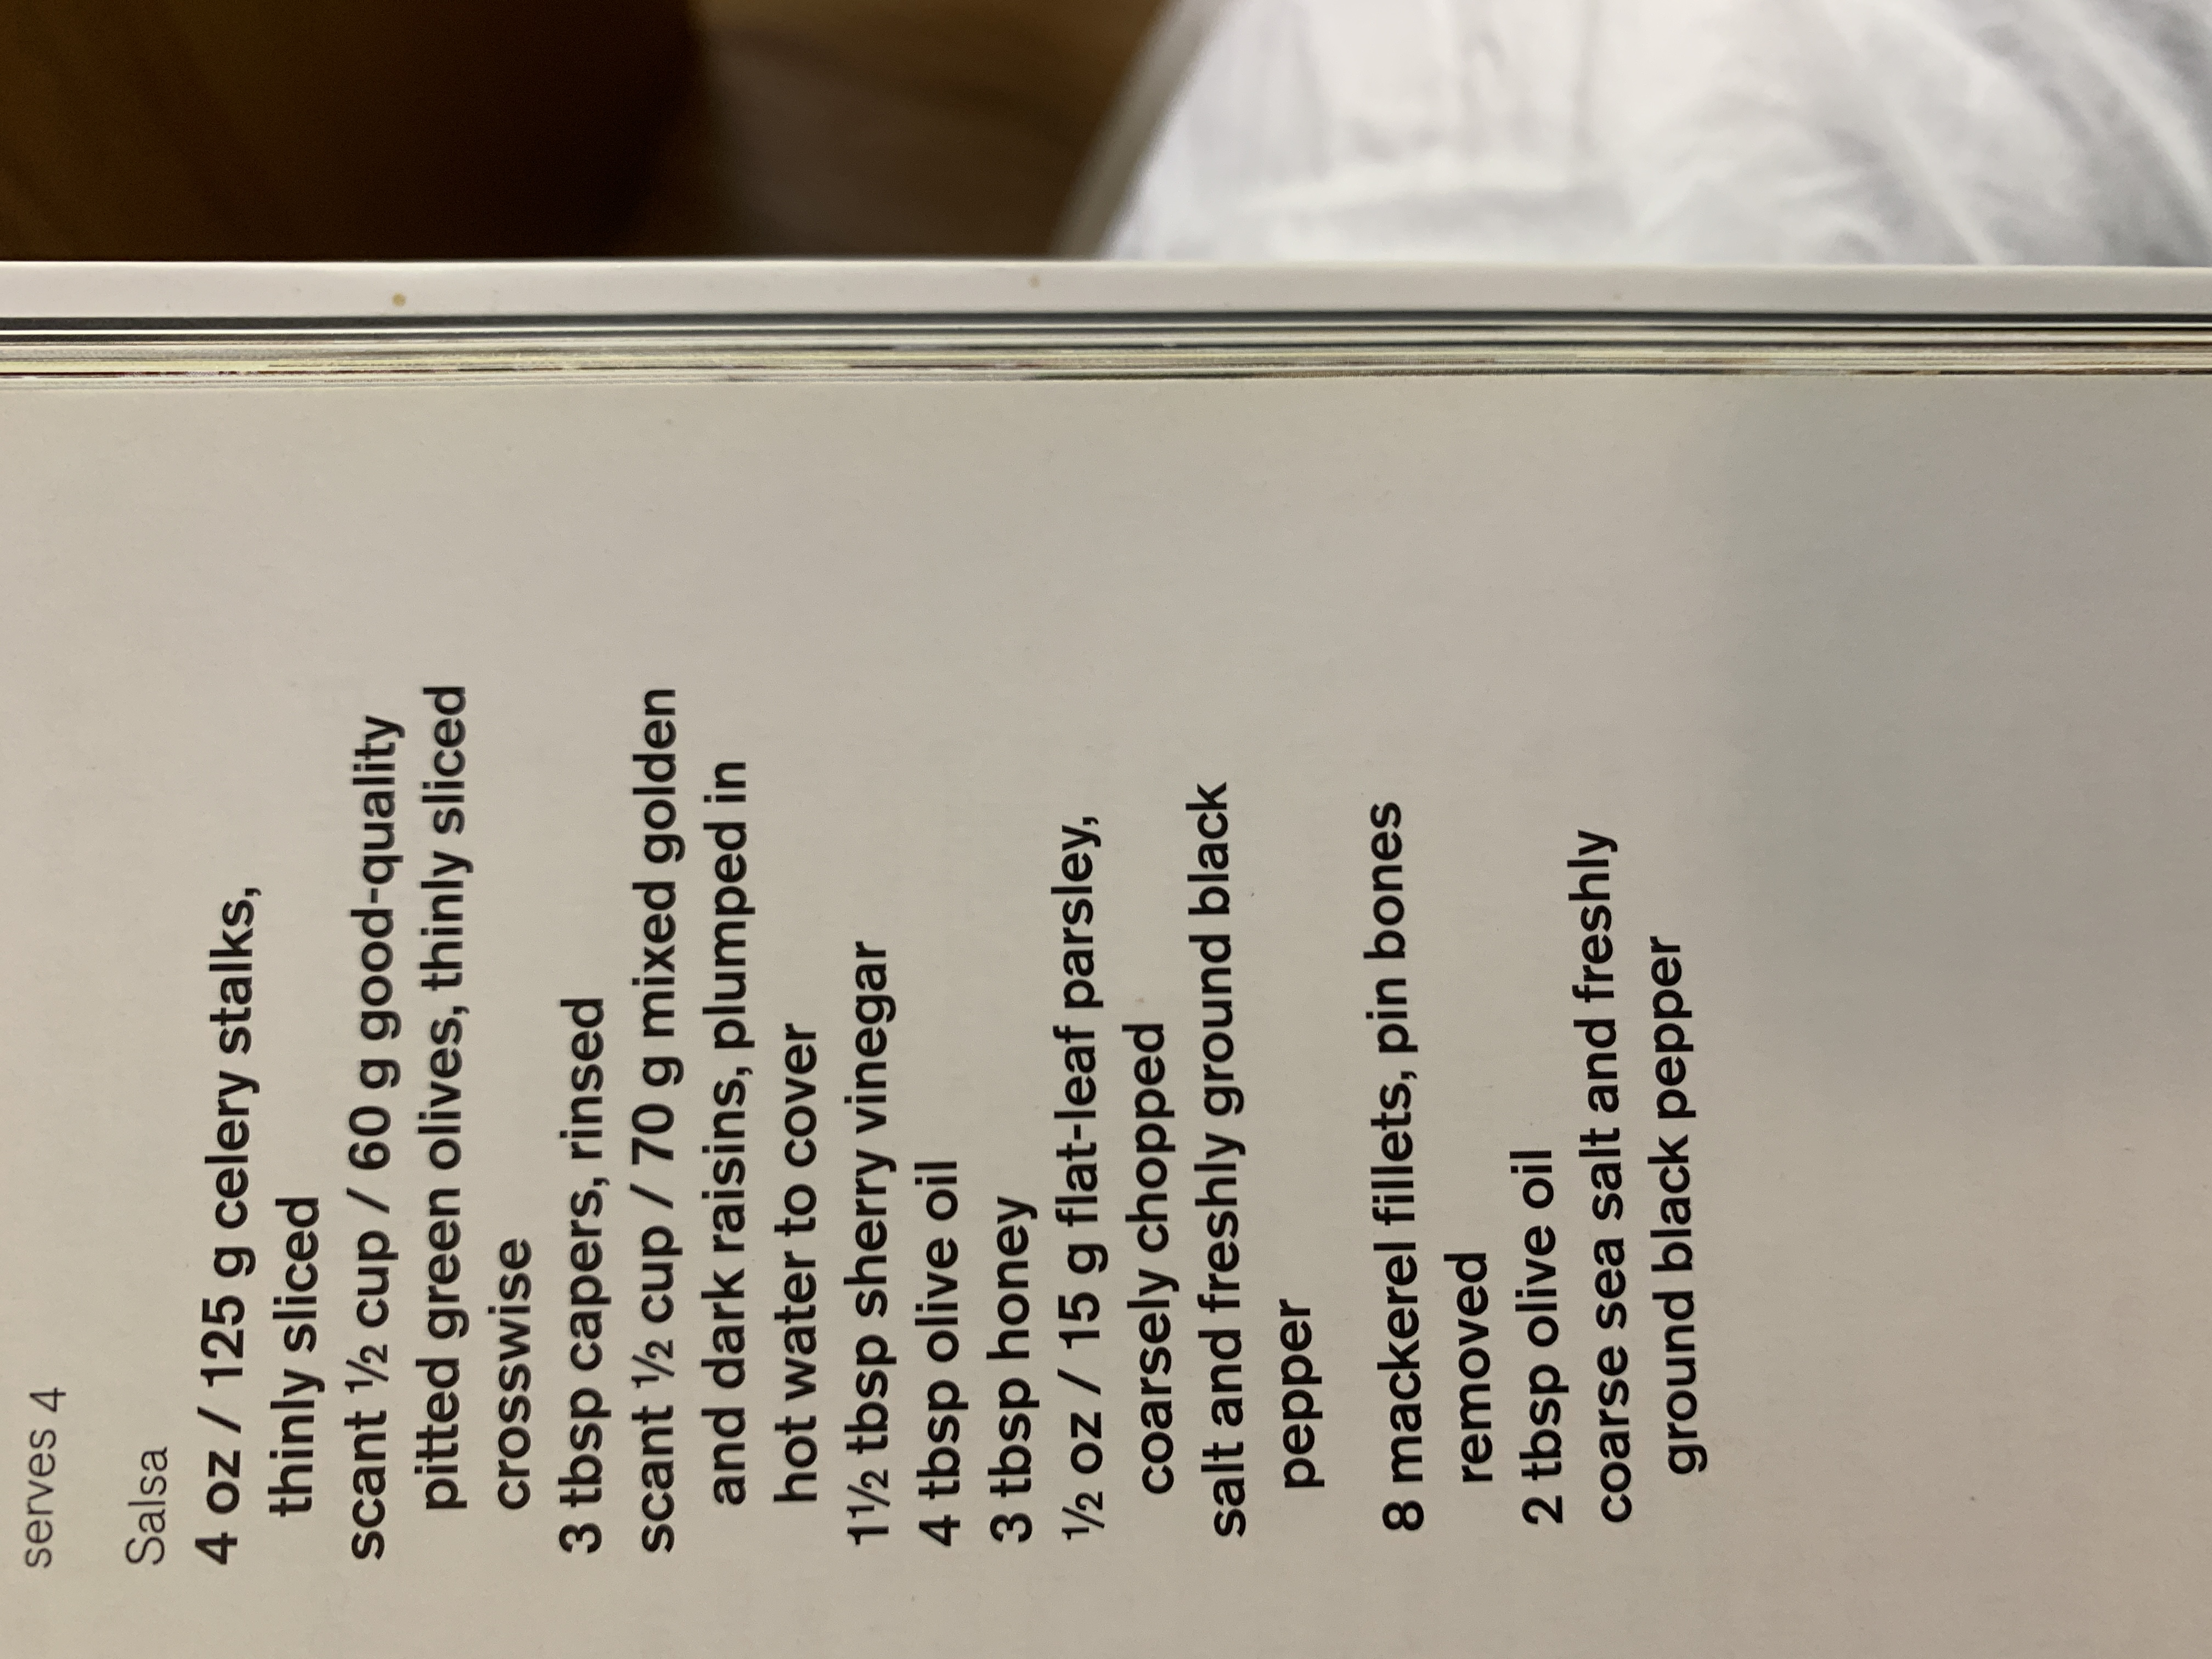 serves 4
Salsa
4 oz / 125 g celery stalks,
thinly sliced
scant ½ cup / 60 g good-quality
pitted green olives, thinly sliced
crosswise
3 tbsp capers, rinsed
scant ½ cup / 70 g mixed golden
and dark raisins, plumped in
hot water to cover
1½ tbsp sherry vinegar
4 tbsp olive oil
3 tbsp honey
½ oz / 15 g flat-leaf parsley,
coarsely chopped
salt and freshly ground black
pepper
8 mackerel fillets, pin bones
removed
2 tbsp olive oil
coarse sea salt and freshly
ground black pepper